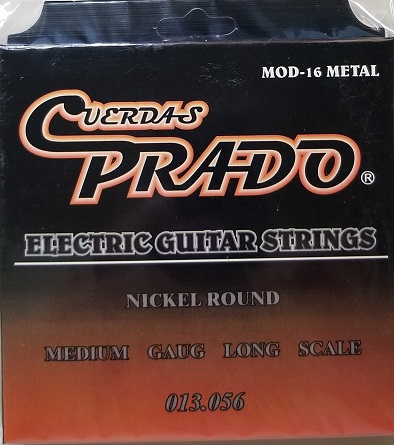 MOD-16 METAL
CUERDAS
PRADO®
ELECTRIC GUITAR STRINGS
NICKEL ROUND
MEDIUM GAUG LONG SCALE
013.056